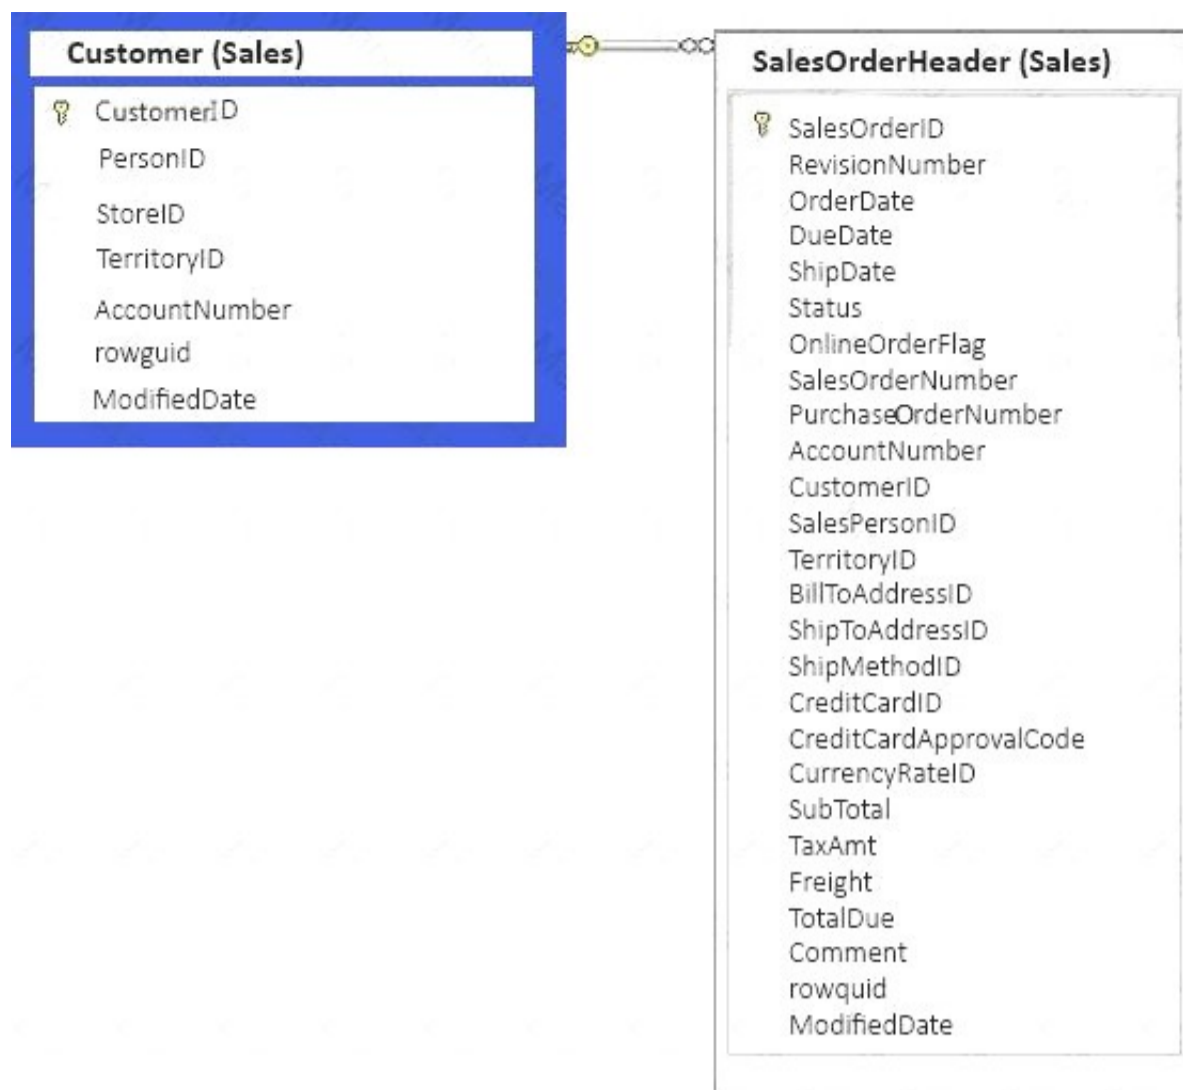 Customer (Sales)
CustomerID
PersonID
StoreID
TerritoryID
AccountNumber
rowguid
ModifiedDate
SalesOrderHeader (Sales)
SalesOrderID
RevisionNumber
OrderDate
DueDate
ShipDate
Status
OnlineOrderFlag
SalesOrderNumber
PurchaseOrderNumber
AccountNumber
CustomerID
SalesPersonID
TerritoryID
BillToAddressID
ShipToAddressID
ShipMethodID
CreditCardID
CreditCardApprovalCode
CurrencyRateID
SubTotal
TaxAmt
Freight
TotalDue
Comment
rowquid
ModifiedDate